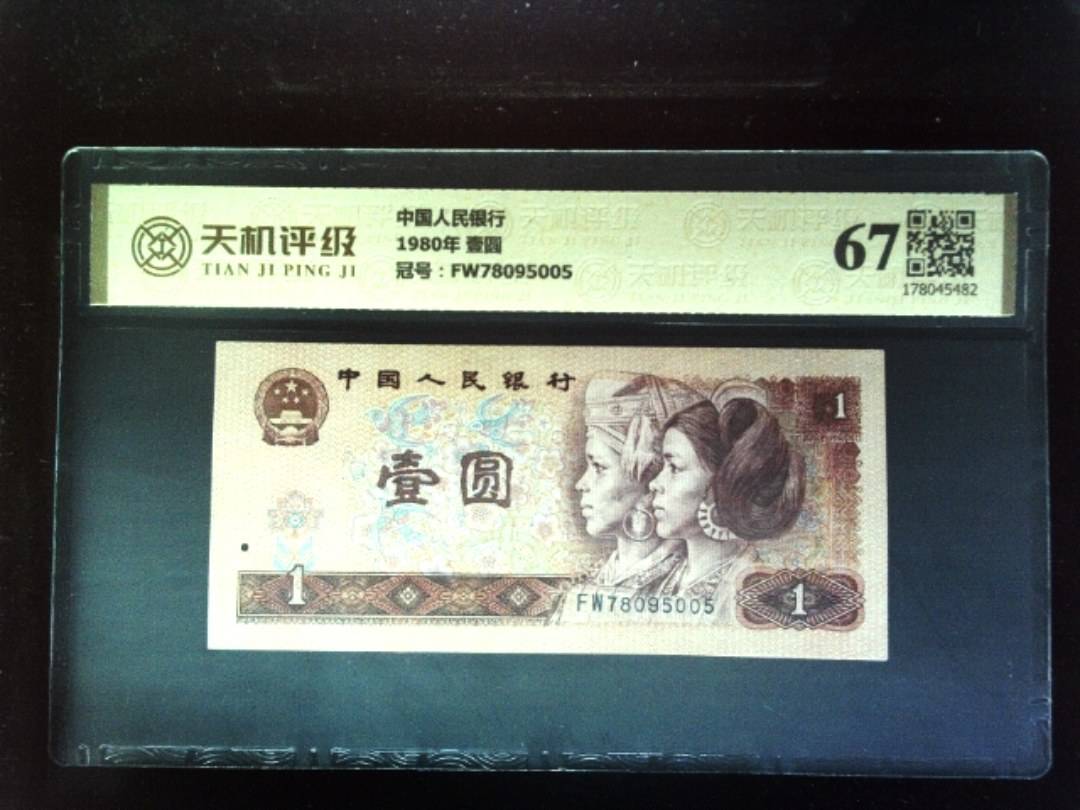 天机评级
TIAN JI PING JI
中国人民银行
1980年 壹圆
冠号：FW78095005
67
178045482
中国人民银行
1
壹圆
1
FW78095005
1